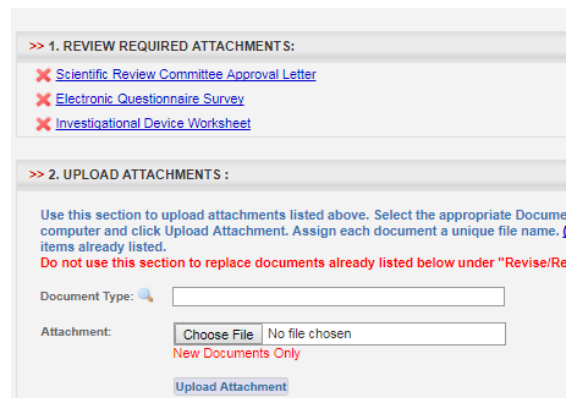 >> 1. REVIEW REQUIRED ATTACHMENTS:
Scientific Review Committee Approval Letter
Electronic Questionnaire Survey
Investigational Device Worksheet
>> 2. UPLOAD ATTACHMENTS :
Use this section to upload attachments listed above. Select the appropriate Docume
computer and click Upload Attachment. Assign each document a unique file name. (
items already listed.
Do not use this section to replace documents already listed below under "Revise/Re
Document Type:
Attachment: Choose File No file chosen
New Documents Only
Upload Attachment